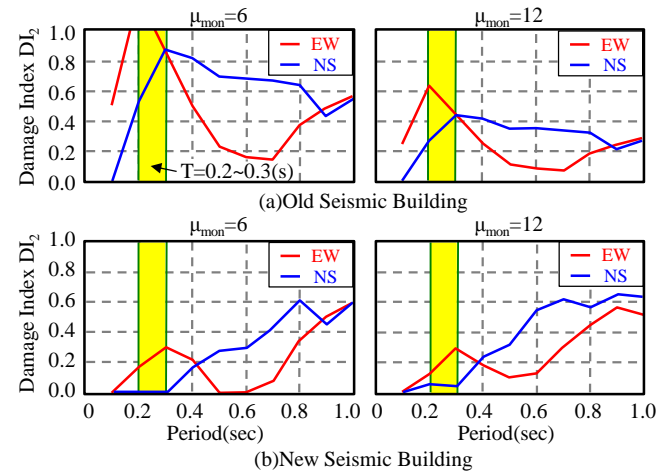 μmon=6
μmon=12
Damage Index DI2
1.0
0.8
0.6
0.4
0.2
0.0
EW
NS
T=0.2~0.3(s)
EW
NS
(a)Old Seismic Building
μmon=6
μmon=12
Damage Index DI2
1.0
0.8
0.6
0.4
0.2
0.0
EW
NS
EW
NS
0 0.2 0.4 0.6 0.8 1.0
0 0.2 0.4 0.6 0.8 1.0
Period(sec)
Period(sec)
(b)New Seismic Building